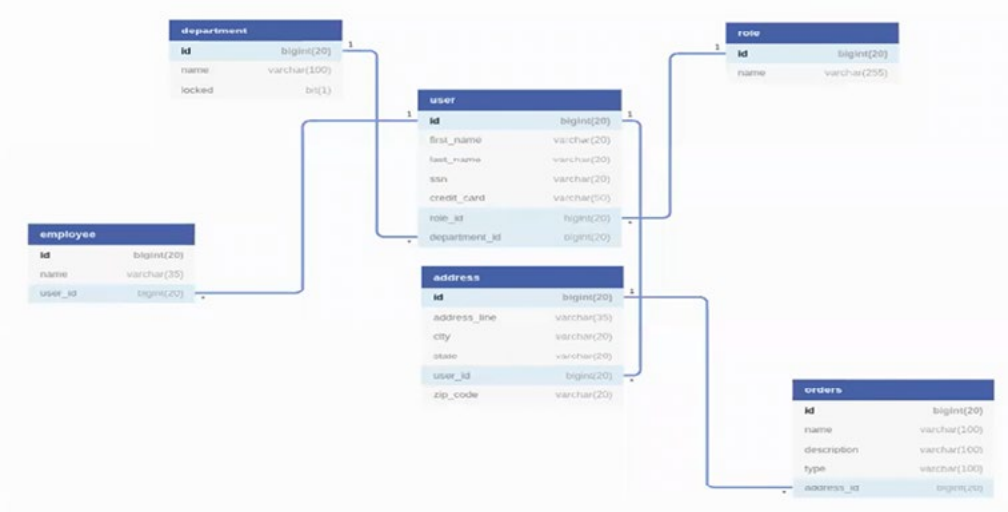 department
id bigint(20)
name varchar(100)
locked bit(1)
1
role
id bigint(20)
name varchar(255)
1
user
id bigint(20)
first_name varchar(20)
last_name varchar(20)
ssn varchar(20)
credit_card varchar(50)
role_id bigint(20)
department_id bigint(20)
1
1
*
*
employee
id bigint(20)
name varchar(35)
user_id bigint(20)
*
address
id bigint(20)
address_line varchar(35)
city varchar(20)
state varchar(20)
user_id bigint(20)
zip_code varchar(20)
1
*
orders
id bigint(20)
name varchar(100)
description varchar(100)
type varchar(100)
address_id bigint(20)
*